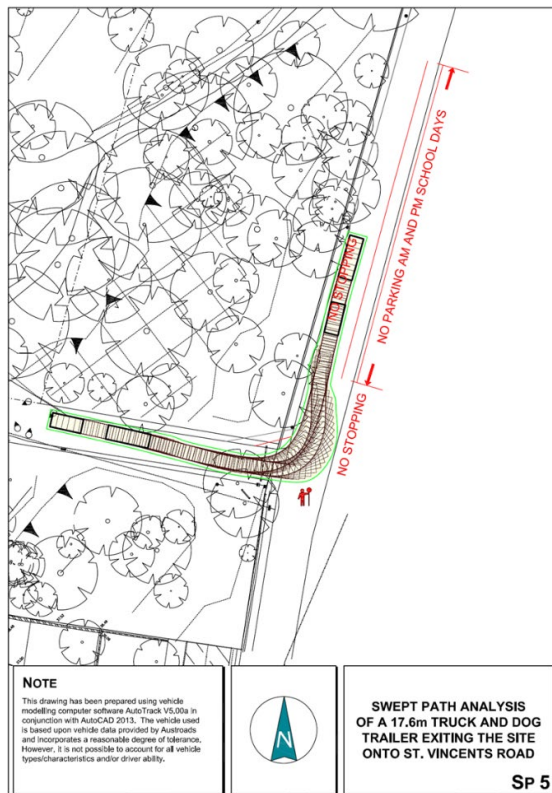 NO PARKING AM AND PM SCHOOL DAYS
NO STOPPING
NO STOPPING
NOTE
This drawing has been prepared using vehicle
modelling computer software AutoTrack V5.00a in
conjunction with AutoCAD 2013. The vehicle used
is based upon vehicle data provided by Austroads
and incorporates a reasonable degree of tolerance.
However, it is not possible to account for all vehicle
types/characteristics and/or driver ability.
N
SWEPT PATH ANALYSIS
OF A 17.6m TRUCK AND DOG
TRAILER EXITING THE SITE
ONTO ST. VINCENTS ROAD
SP 5